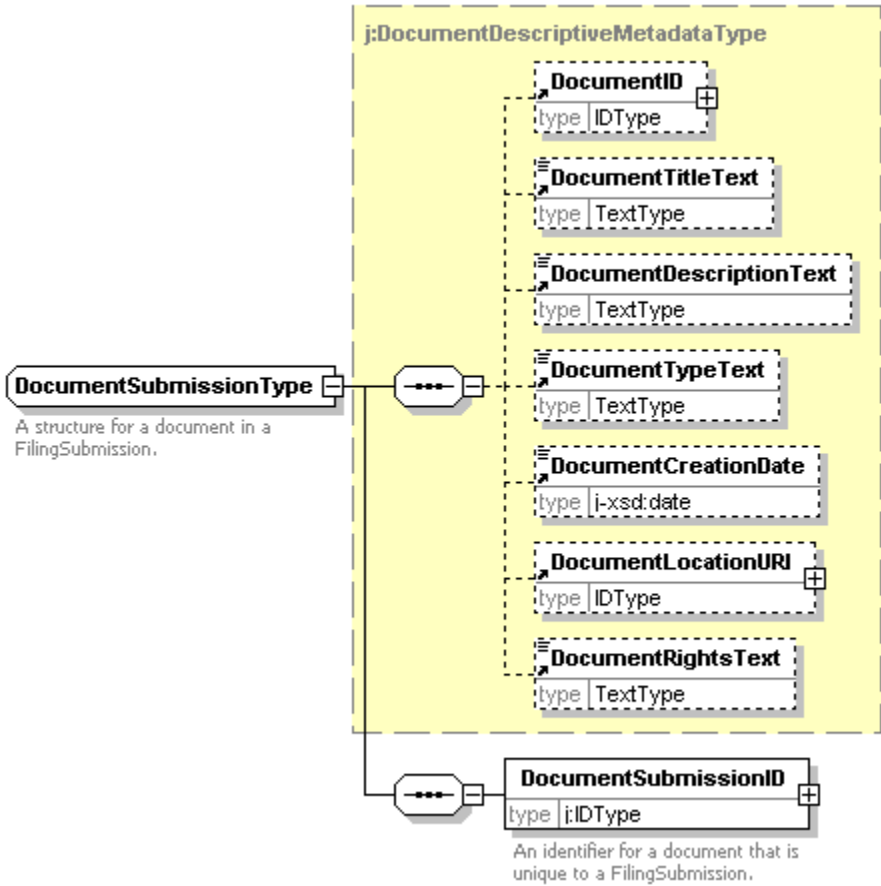 j:DocumentDescriptiveMetadataType
DocumentID
type IDType
DocumentTitleText
type TextType
DocumentDescriptionText
type TextType
DocumentSubmissionType
A structure for a document in a
FilingSubmission.
DocumentTypeText
type TextType
DocumentCreationDate
type j-xsd:date
DocumentLocationURI
type IDType
DocumentRightsText
type TextType
DocumentSubmissionID
type j:IDType
An identifier for a document that is
unique to a FilingSubmission.